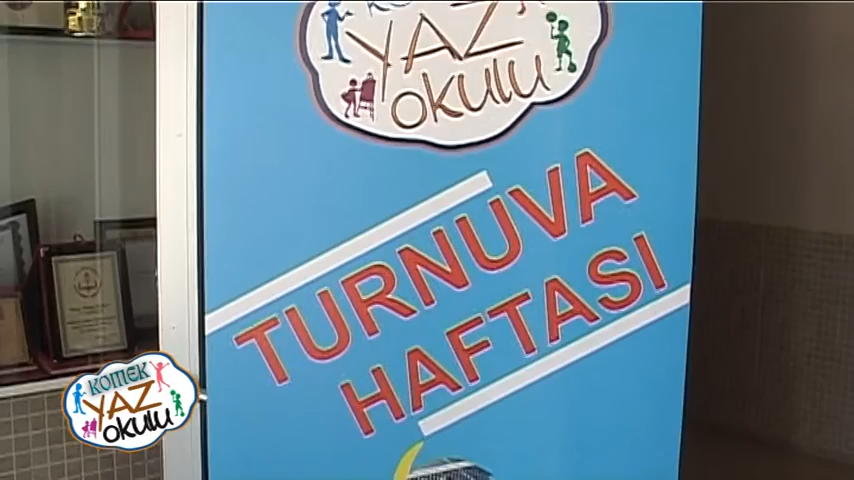 YAZ
OKULU
TURNUVA
HAFTASI
KOMEK
YAZ
OKULU